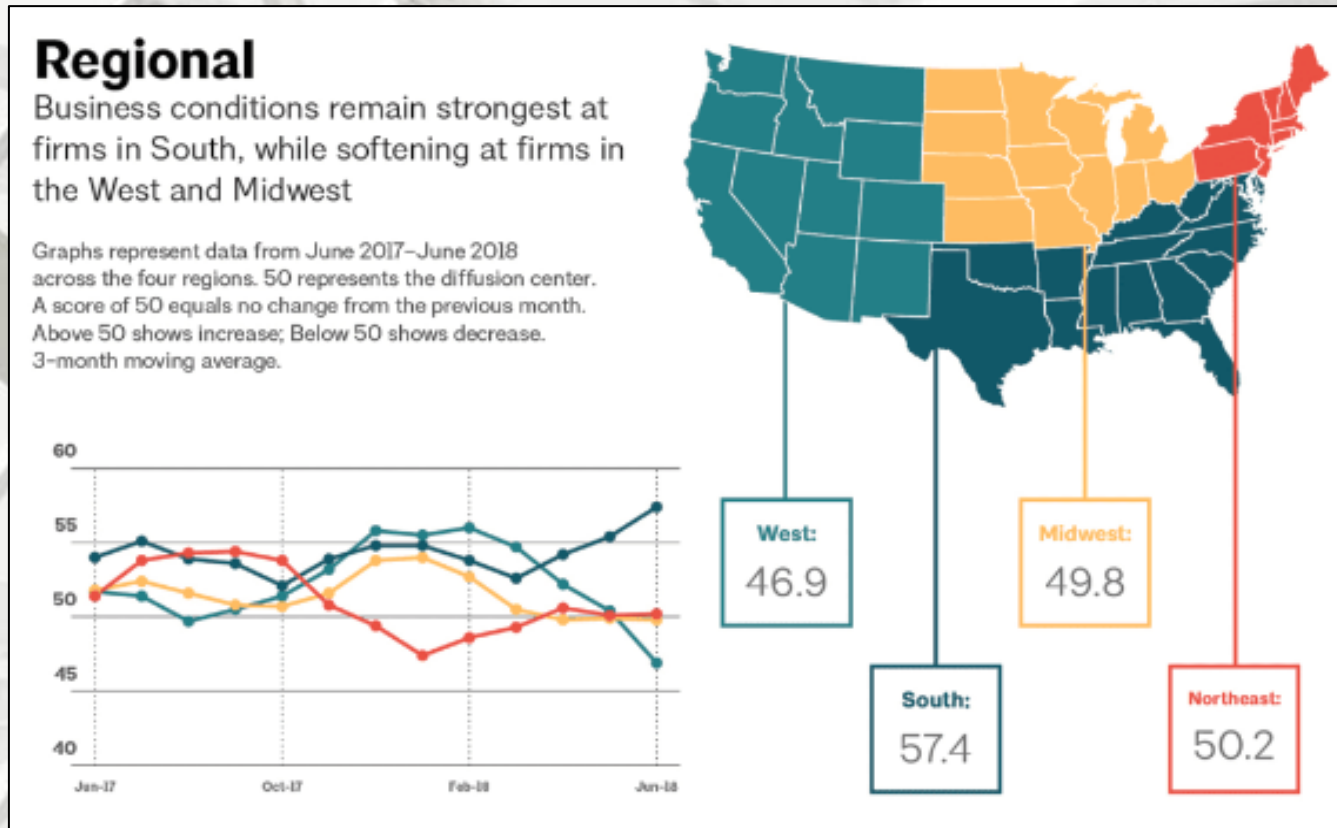 Regional
Business conditions remain strongest at
firms in South, while softening at firms in
the West and Midwest
Graphs represent data from June 2017–June 2018
across the four regions. 50 represents the diffusion center.
A score of 50 equals no change from the previous month.
Above 50 shows increase; Below 50 shows decrease.
3-month moving average.
60
55
50
45
40
Jun-17
Oct-17
Feb-18
Jun-18
West:
46.9
Midwest:
49.8
South:
57.4
Northeast:
50.2